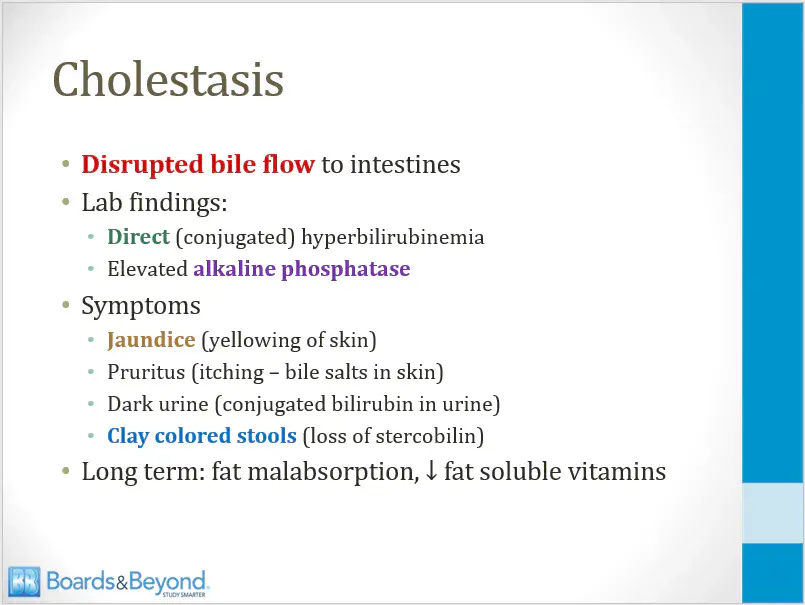 Cholestasis
• Disrupted bile flow to intestines
• Lab findings:
• Direct (conjugated) hyperbilirubinemia
• Elevated alkaline phosphatase
• Symptoms
• Jaundice (yellowing of skin)
• Pruritus (itching – bile salts in skin)
• Dark urine (conjugated bilirubin in urine)
• Clay colored stools (loss of stercobilin)
• Long term: fat malabsorption, ↓ fat soluble vitamins
BB Boards&Beyond.
STUDY SMARTER